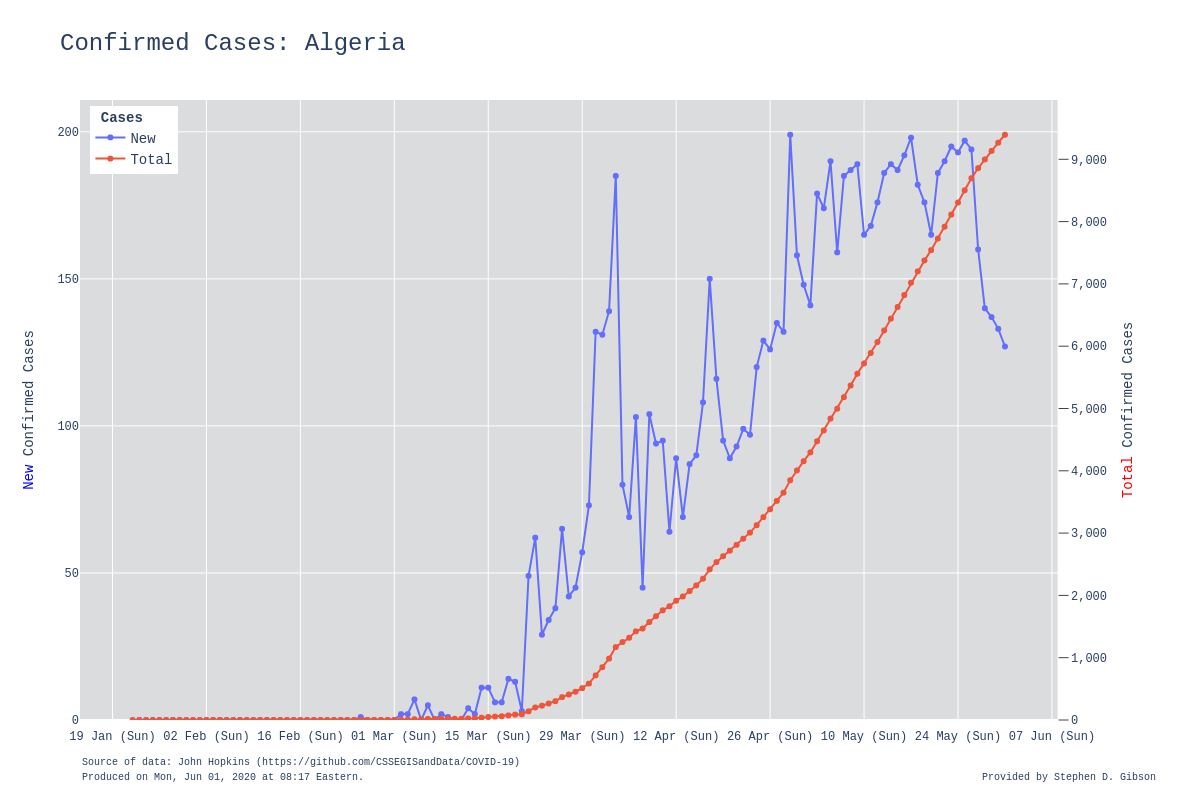 Confirmed Cases: Algeria
Cases
New
Total
200
150
100
50
0
9,000
8,000
7,000
6,000
5,000
4,000
3,000
2,000
1,000
0
New Confirmed Cases
Total Confirmed Cases
19 Jan (Sun) 02 Feb (Sun) 16 Feb (Sun) 01 Mar (Sun) 15 Mar (Sun) 29 Mar (Sun) 12 Apr (Sun) 26 Apr (Sun) 10 May (Sun) 24 May (Sun) 07 Jun (Sun)
Source of data: John Hopkins (https://github.com/CSSEGISandData/COVID-19)
Produced on Mon, Jun 01, 2020 at 08:17 Eastern.
Provided by Stephen D. Gibson